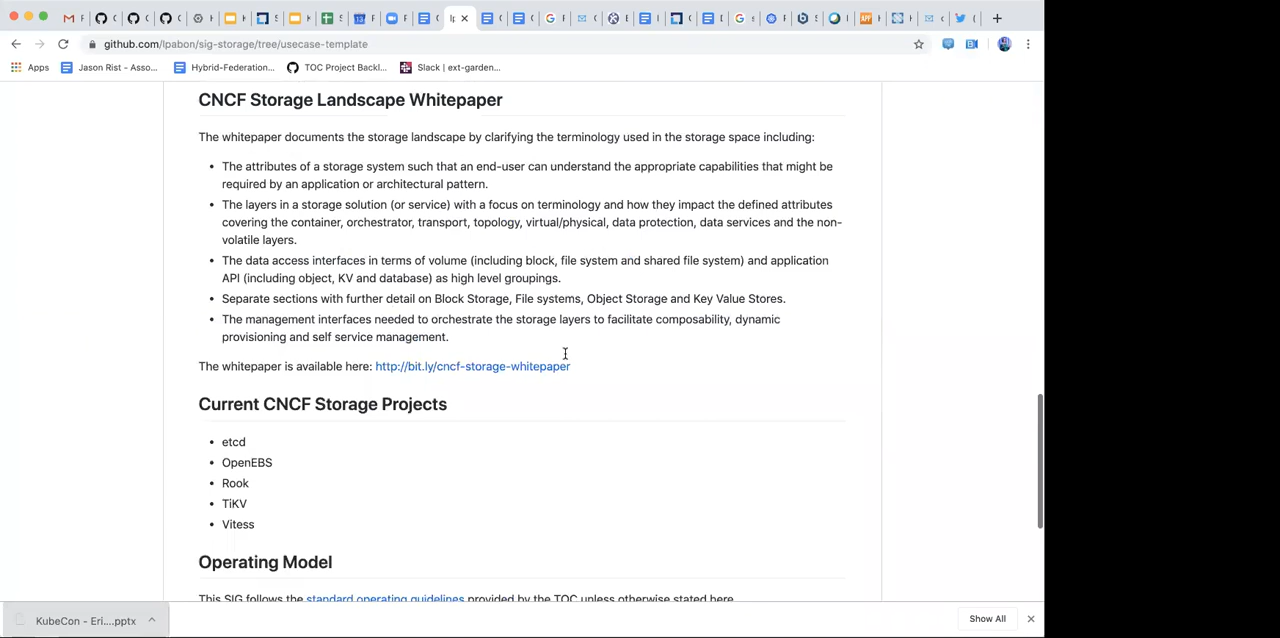 github.com/lpabon/sig-storage/tree/usecase-template
Apps
Jason Rist - Asso...
Hybrid-Federation...
TOC Project Backl...
Slack | ext-garden...
CNCF Storage Landscape Whitepaper
The whitepaper documents the storage landscape by clarifying the terminology used in the storage space including:
• The attributes of a storage system such that an end-user can understand the appropriate capabilities that might be
required by an application or architectural pattern.
• The layers in a storage solution (or service) with a focus on terminology and how they impact the defined attributes
covering the container, orchestrator, transport, topology, virtual/physical, data protection, data services and the non-
volatile layers.
• The data access interfaces in terms of volume (including block, file system and shared file system) and application
API (including object, KV and database) as high level groupings.
• Separate sections with further detail on Block Storage, File systems, Object Storage and Key Value Stores.
• The management interfaces needed to orchestrate the storage layers to facilitate composability, dynamic
provisioning and self service management.
The whitepaper is available here: http://bit.ly/cncf-storage-whitepaper
Current CNCF Storage Projects
• etcd
• OpenEBS
• Rook
• TiKV
• Vitess
Operating Model
This SIG follows the standard operating guidelines provided by the TOC unless otherwise stated here.
KubeCon - Eri....pptx
Show All